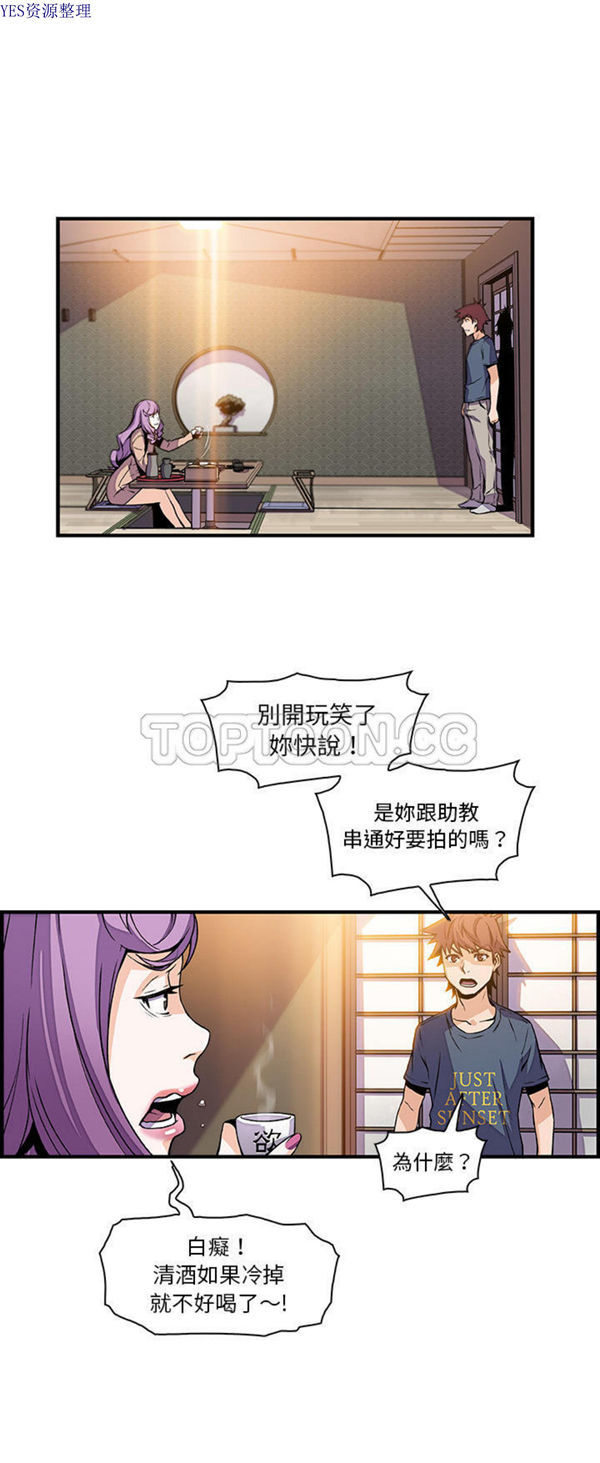 YES资源整理
別開玩笑了
妳快說！
TOPTOON.CC
是妳跟助教
串通好要拍的嗎？
JUST
AFTER
SUNSET
欲
為什麼？
白癡！
清酒如果冷掉
就不好喝了～!